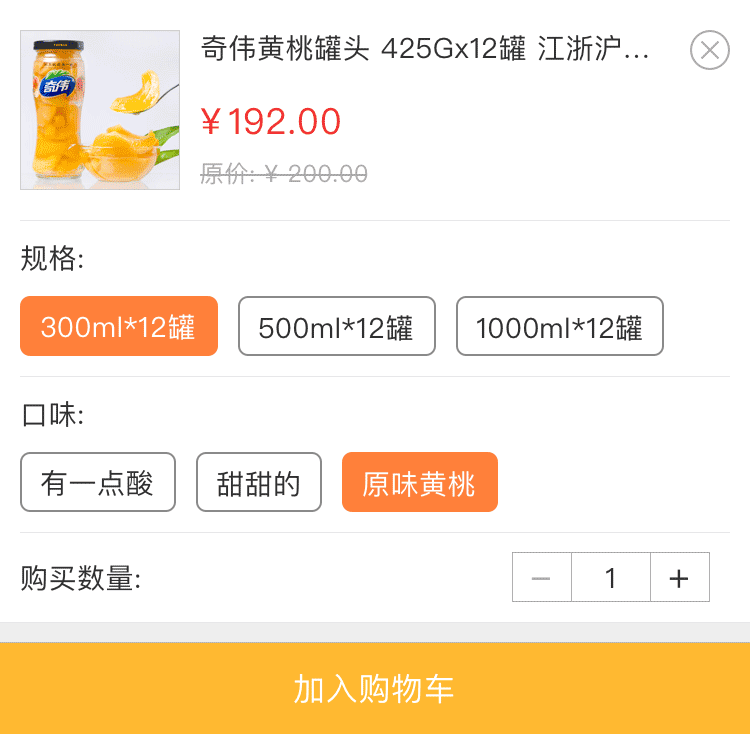 奇伟黄桃罐头 425Gx12罐 江浙沪...
奇伟
¥192.00
原价: ¥ 200.00
规格:
300ml*12罐 500ml*12罐 1000ml*12罐
口味:
有一点酸 甜甜的 原味黄桃
购买数量: − 1 +
加入购物车